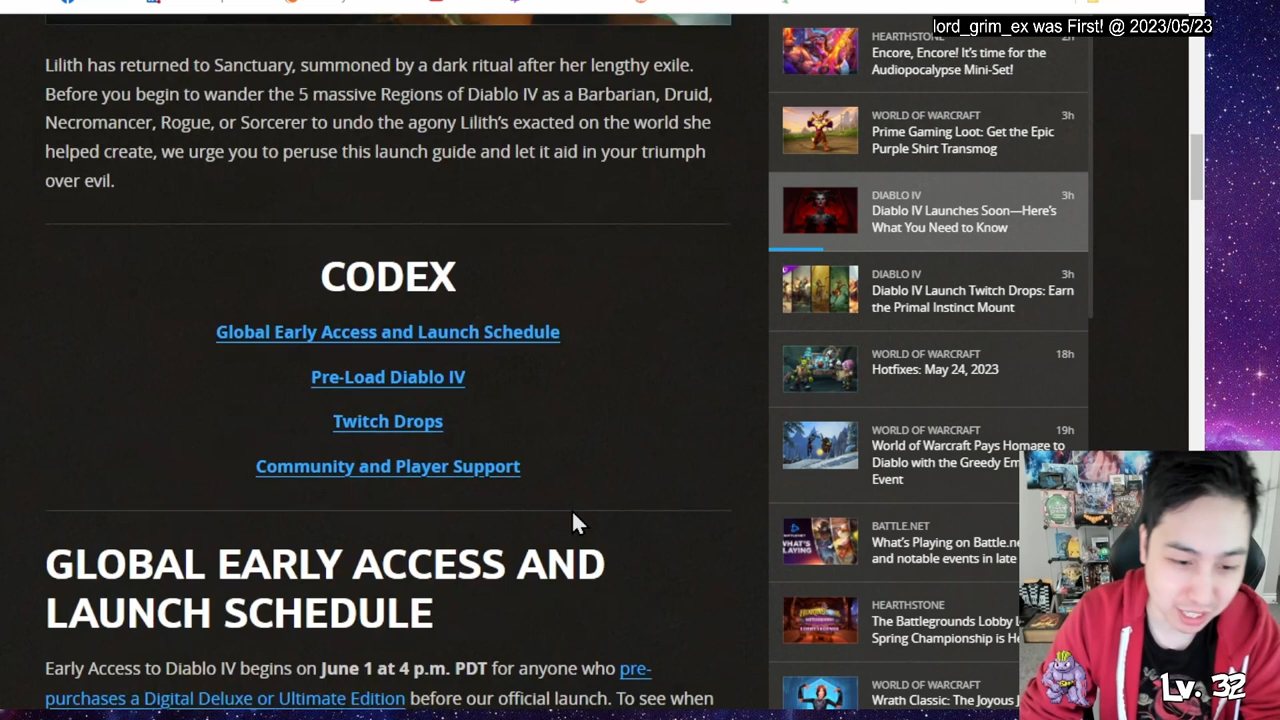 lord_grim_ex was First! @ 2023/05/23
Lilith has returned to Sanctuary, summoned by a dark ritual after her lengthy exile.
Before you begin to wander the 5 massive Regions of Diablo IV as a Barbarian, Druid,
Necromancer, Rogue, or Sorcerer to undo the agony Lilith's exacted on the world she
helped create, we urge you to peruse this launch guide and let it aid in your triumph
over evil.
CODEX
Global Early Access and Launch Schedule
Pre-Load Diablo IV
Twitch Drops
Community and Player Support
GLOBAL EARLY ACCESS AND
LAUNCH SCHEDULE
Early Access to Diablo IV begins on June 1 at 4 p.m. PDT for anyone who pre-
purchases a Digital Deluxe or Ultimate Edition before our official launch. To see when
HEARTHSTONE 2h
Encore, Encore! It's time for the
Audiopocalypse Mini-Set!
WORLD OF WARCRAFT 3h
Prime Gaming Loot: Get the Epic
Purple Shirt Transmog
DIABLO IV 3h
Diablo IV Launches Soon—Here's
What You Need to Know
DIABLO IV 3h
Diablo IV Launch Twitch Drops: Earn
the Primal Instinct Mount
WORLD OF WARCRAFT 18h
Hotfixes: May 24, 2023
WORLD OF WARCRAFT 19h
World of Warcraft Pays Homage to
Diablo with the Greedy Em
Event
BATTLE.NET
What's Playing on Battle.ne
and notable events in late
HEARTHSTONE
The Battlegrounds Lobby L
Spring Championship is He
WORLD OF WARCRAFT
Wrath Classic: The Joyous J
Lv. 32